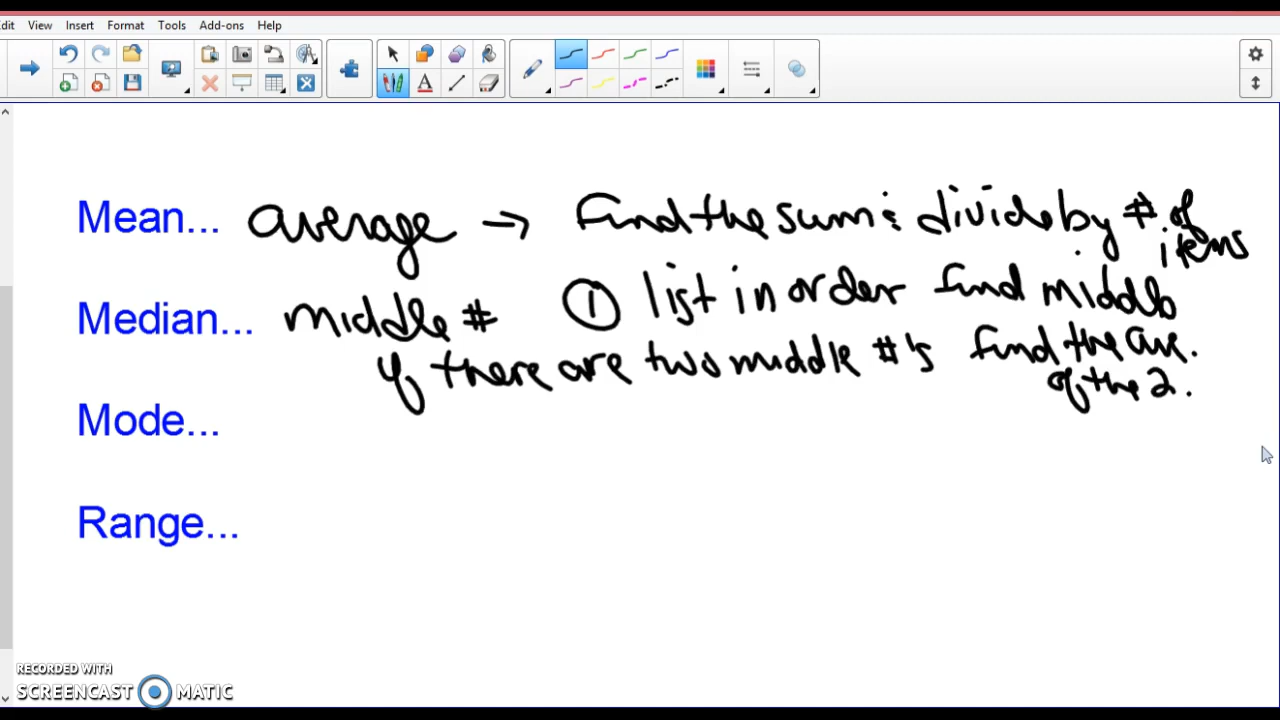 dit View Insert Format Tools Add-ons Help
Mean... average → find the sum & divide by # of
items
Median... middle # ① list in order find middle
if there are two middle #'s find the ave.
of the 2.
Mode...
Range...
RECORDED WITH
SCREENCAST MATIC